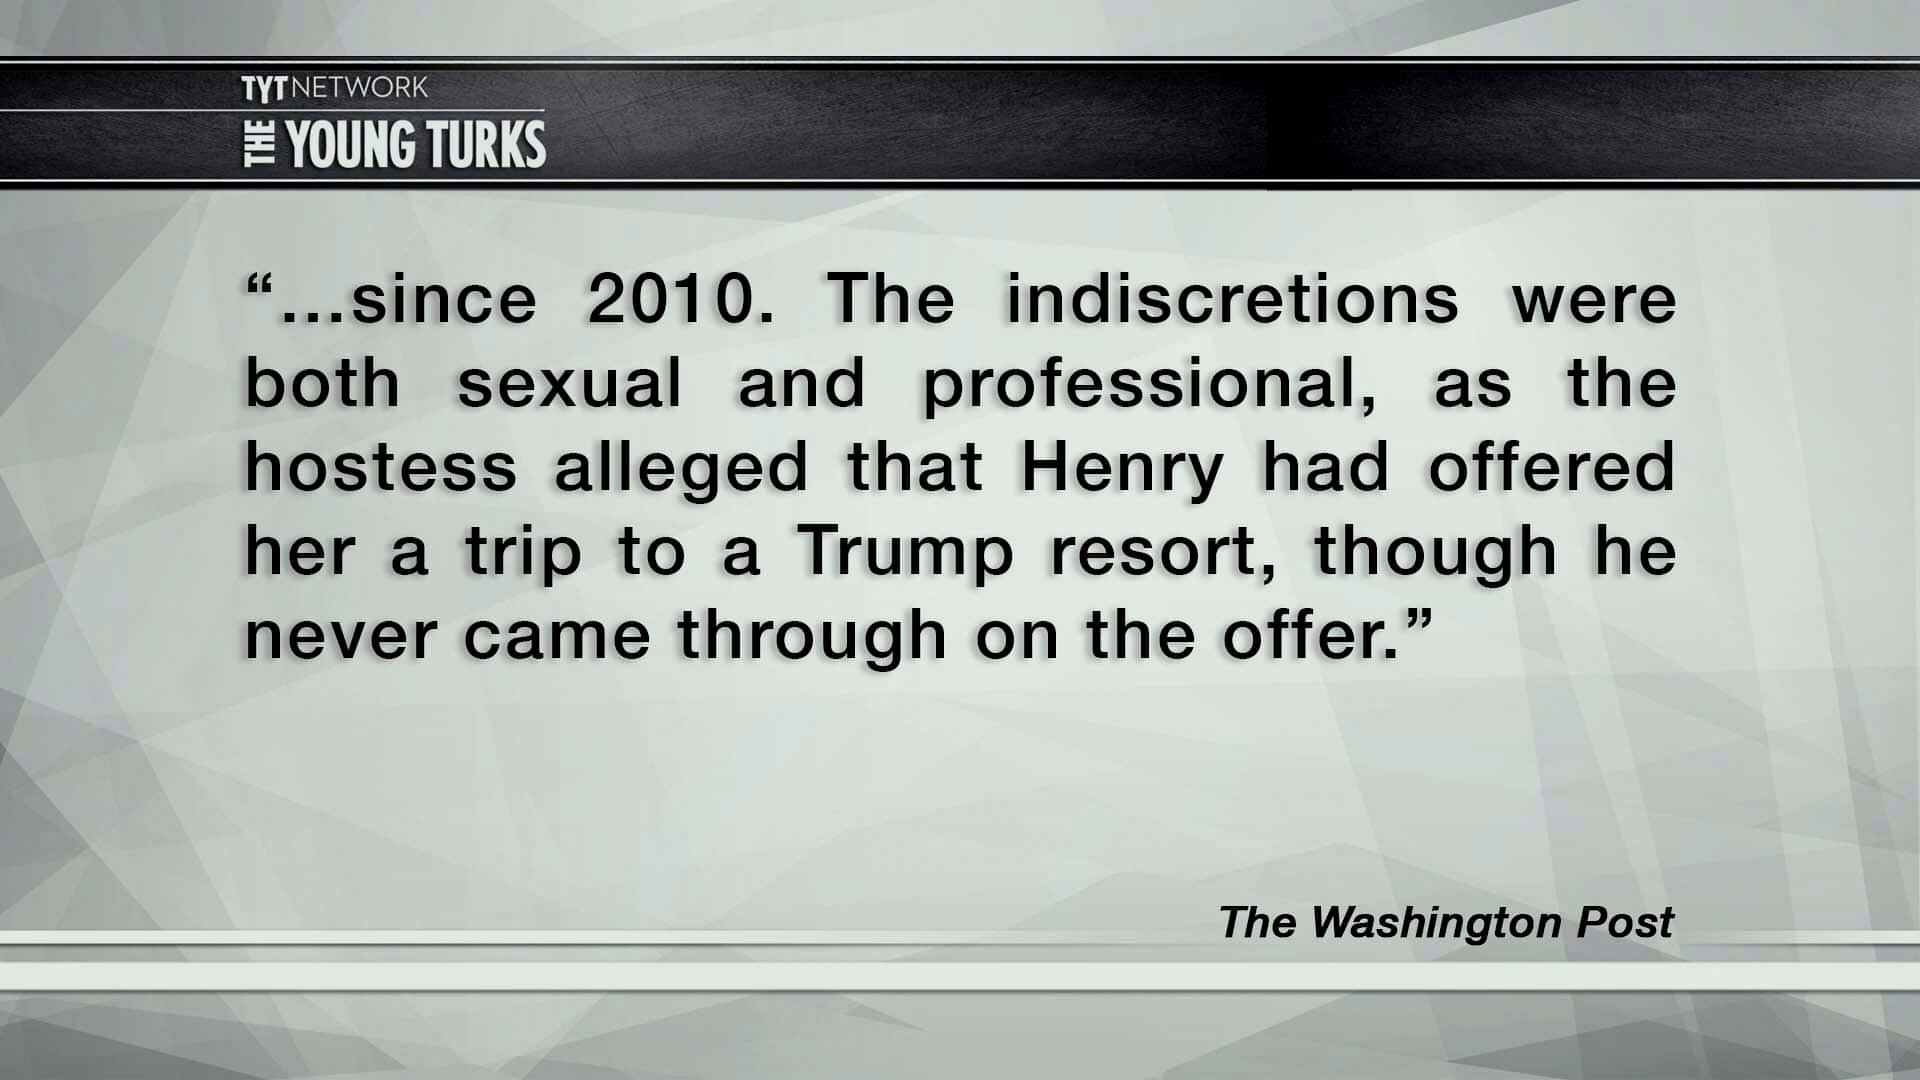 TYT NETWORK
THE YOUNG TURKS
“...since 2010. The indiscretions were
both sexual and professional, as the
hostess alleged that Henry had offered
her a trip to a Trump resort, though he
never came through on the offer.”
The Washington Post